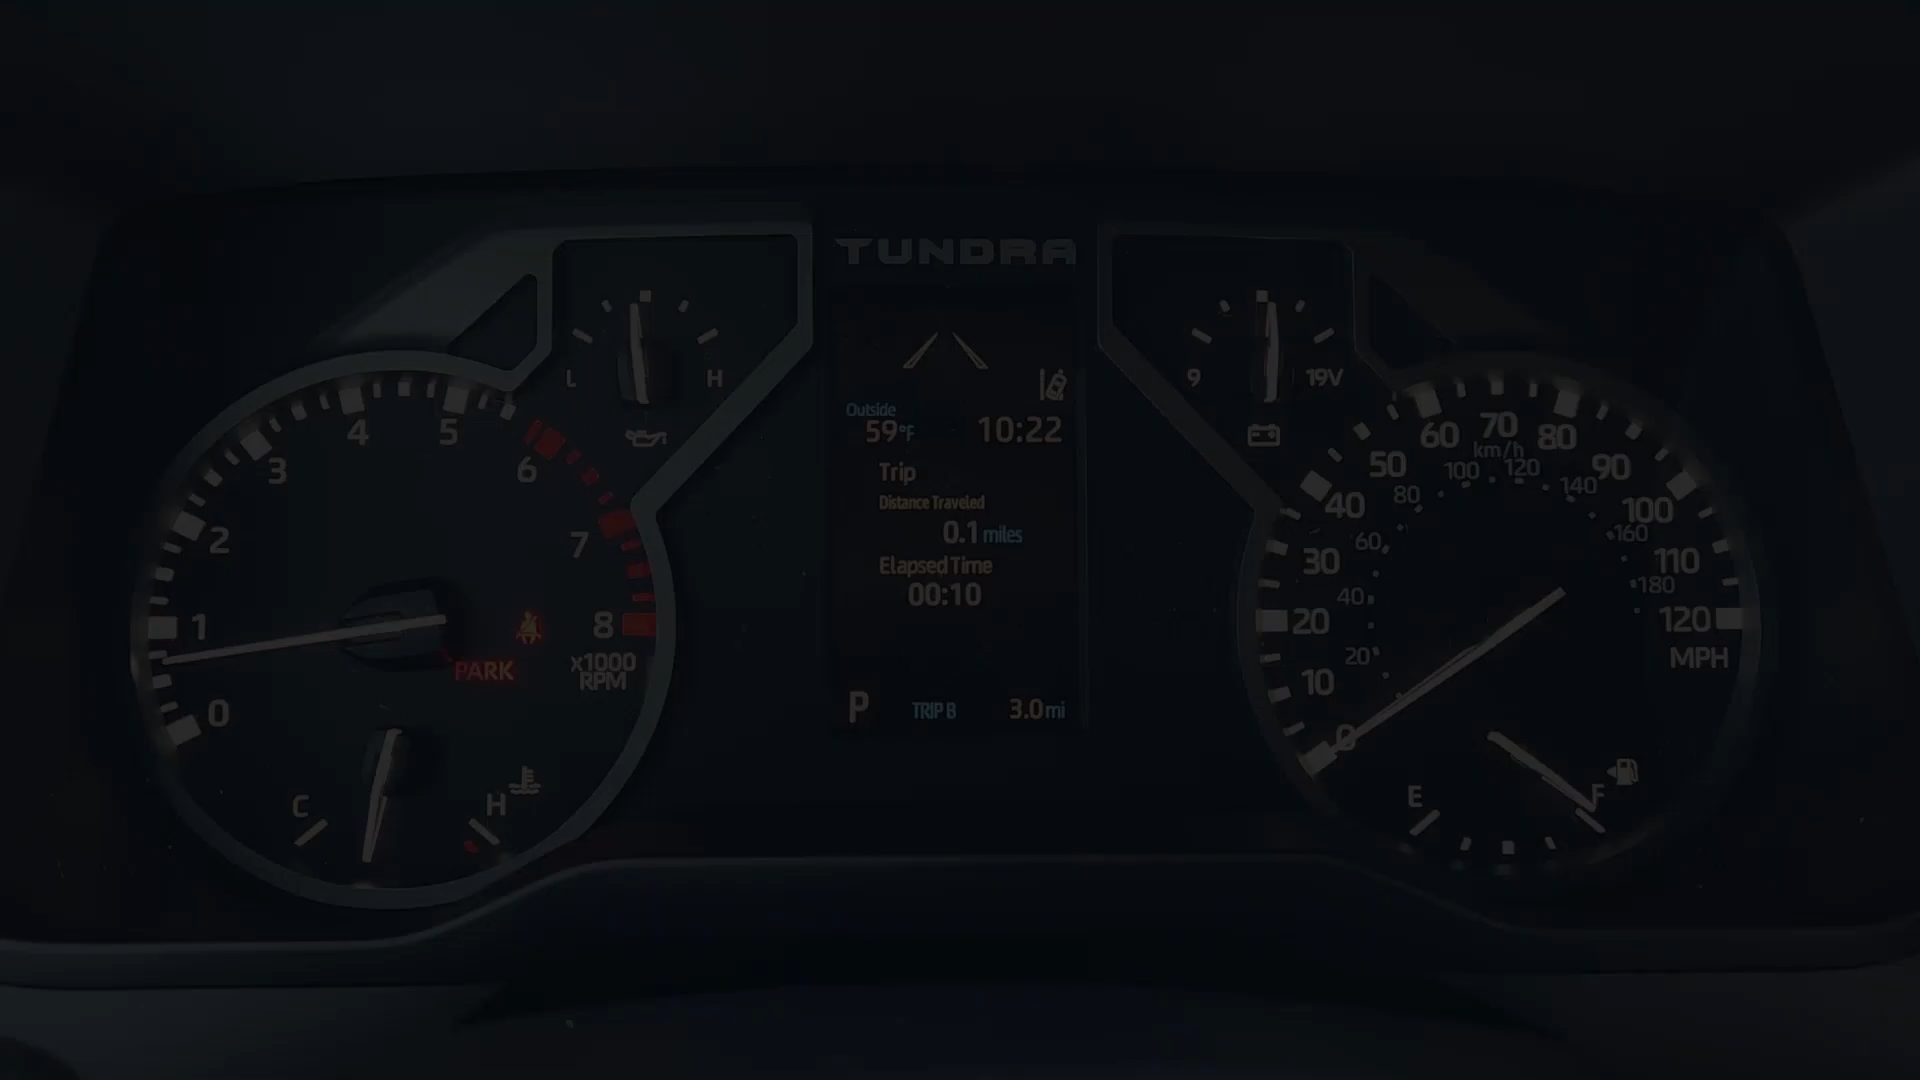 TUNDRA
L H
9 19V
Outside
59°F 10:22
Trip
Distance Traveled
0.1 miles
Elapsed Time
00:10
P TRIP B 3.0 mi
0 1 2 3 4 5 6 7 8
x1000
RPM
PARK
C H
0 10 20 30 40 50 60 70 80 90 100 110 120
MPH
km/h
20 40 60 80 100 120 140 160 180
E F